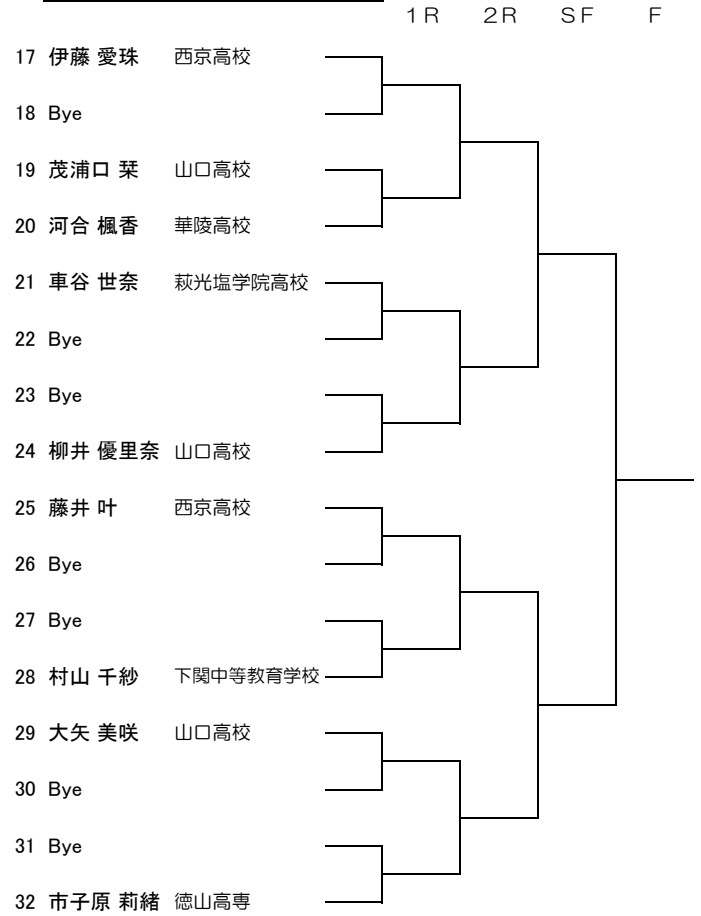 1R 2R SF F
17 伊藤 愛珠 西京高校
18 Bye
19 茂浦口 栞 山口高校
20 河合 楓香 華陵高校
21 車谷 世奈 萩光塩学院高校
22 Bye
23 Bye
24 柳井 優里奈 山口高校
25 藤井 叶 西京高校
26 Bye
27 Bye
28 村山 千紗 下関中等教育学校
29 大矢 美咲 山口高校
30 Bye
31 Bye
32 市子原 莉緒 徳山高専